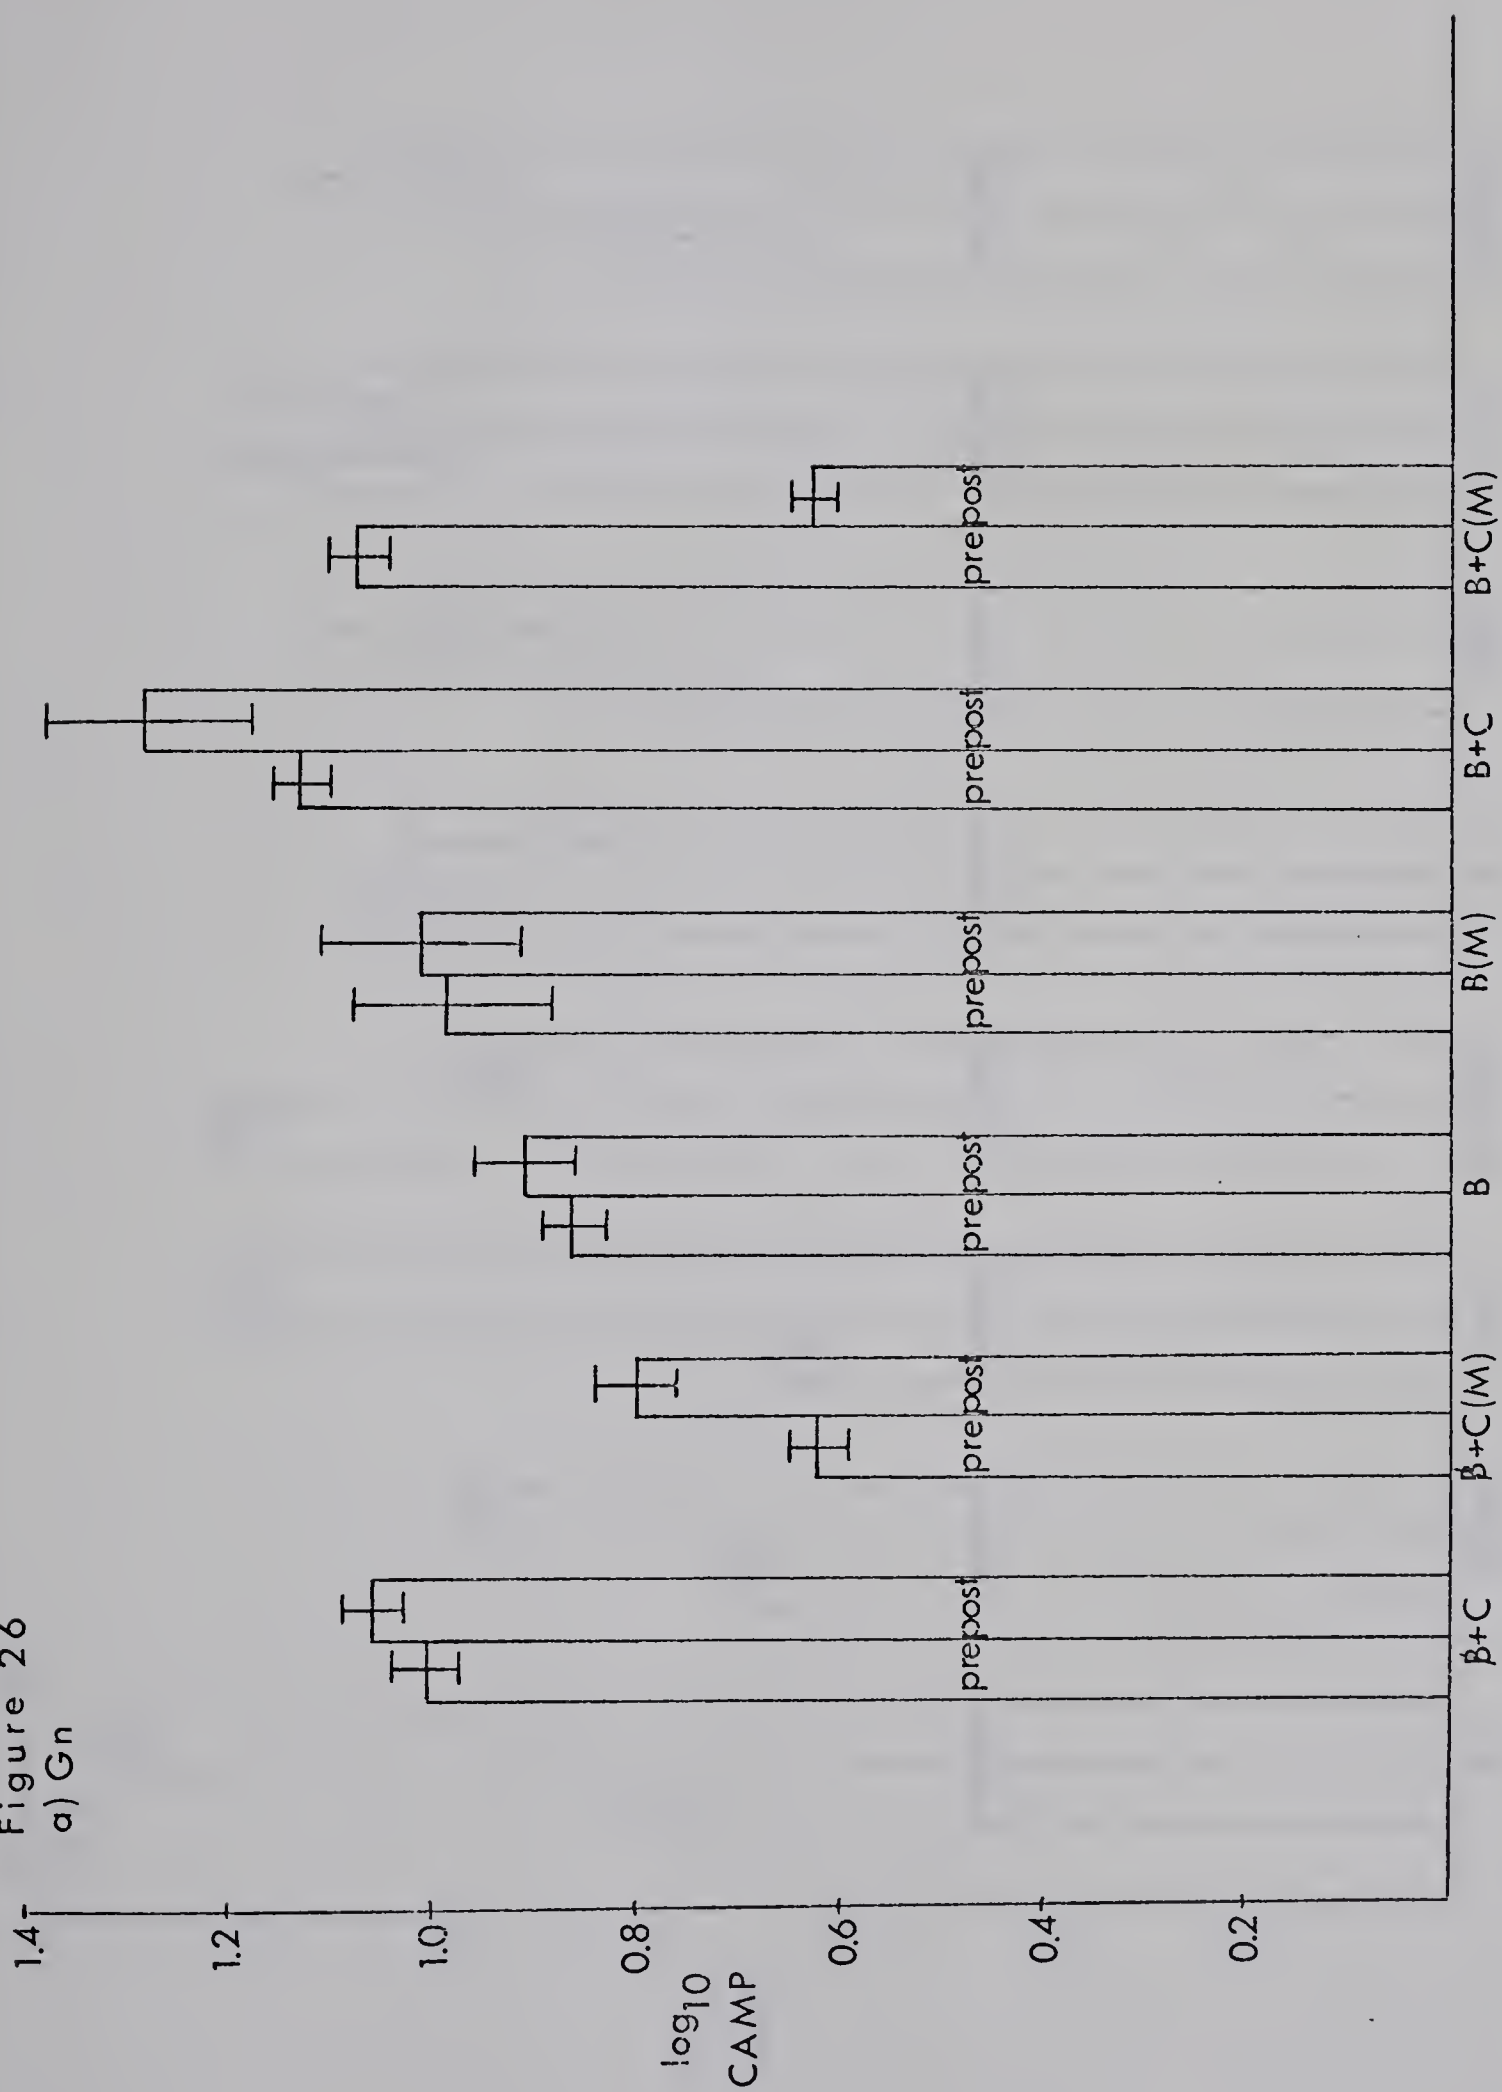 Figure 26
a) Gn
1.4
1.2
1.0
0.8
log₁₀
CAMP
0.6
0.4
0.2
pre post pre post pre post pre post pre post pre post
β+C β+C(M) B B(M) B+C B+C(M)